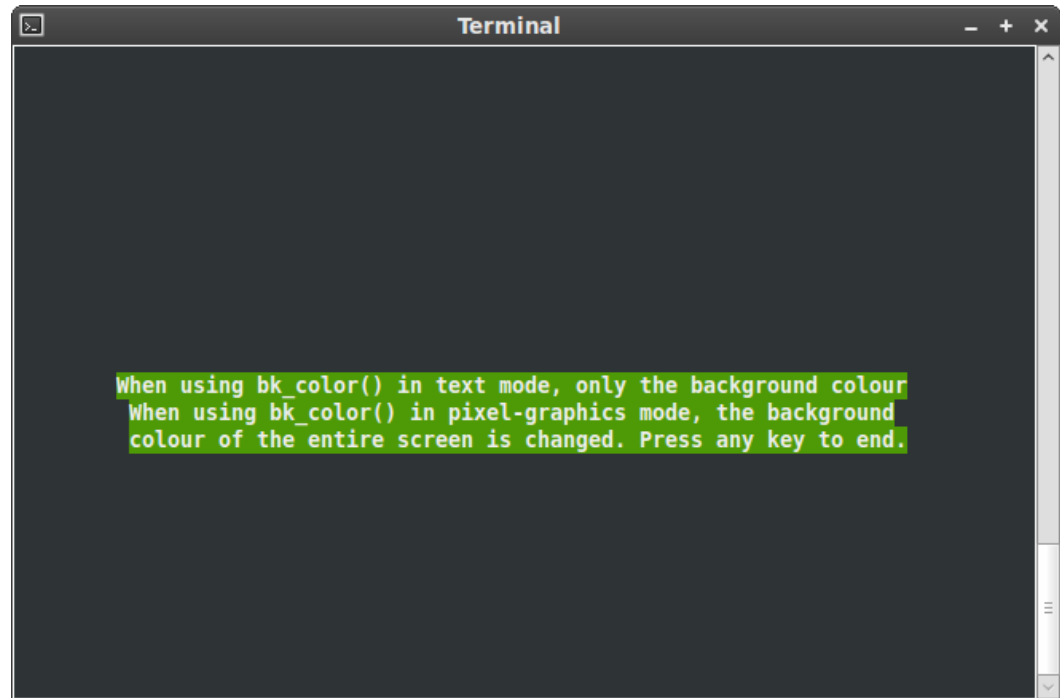 Terminal
When using bk_color() in text mode, only the background colour
When using bk_color() in pixel-graphics mode, the background
colour of the entire screen is changed. Press any key to end.